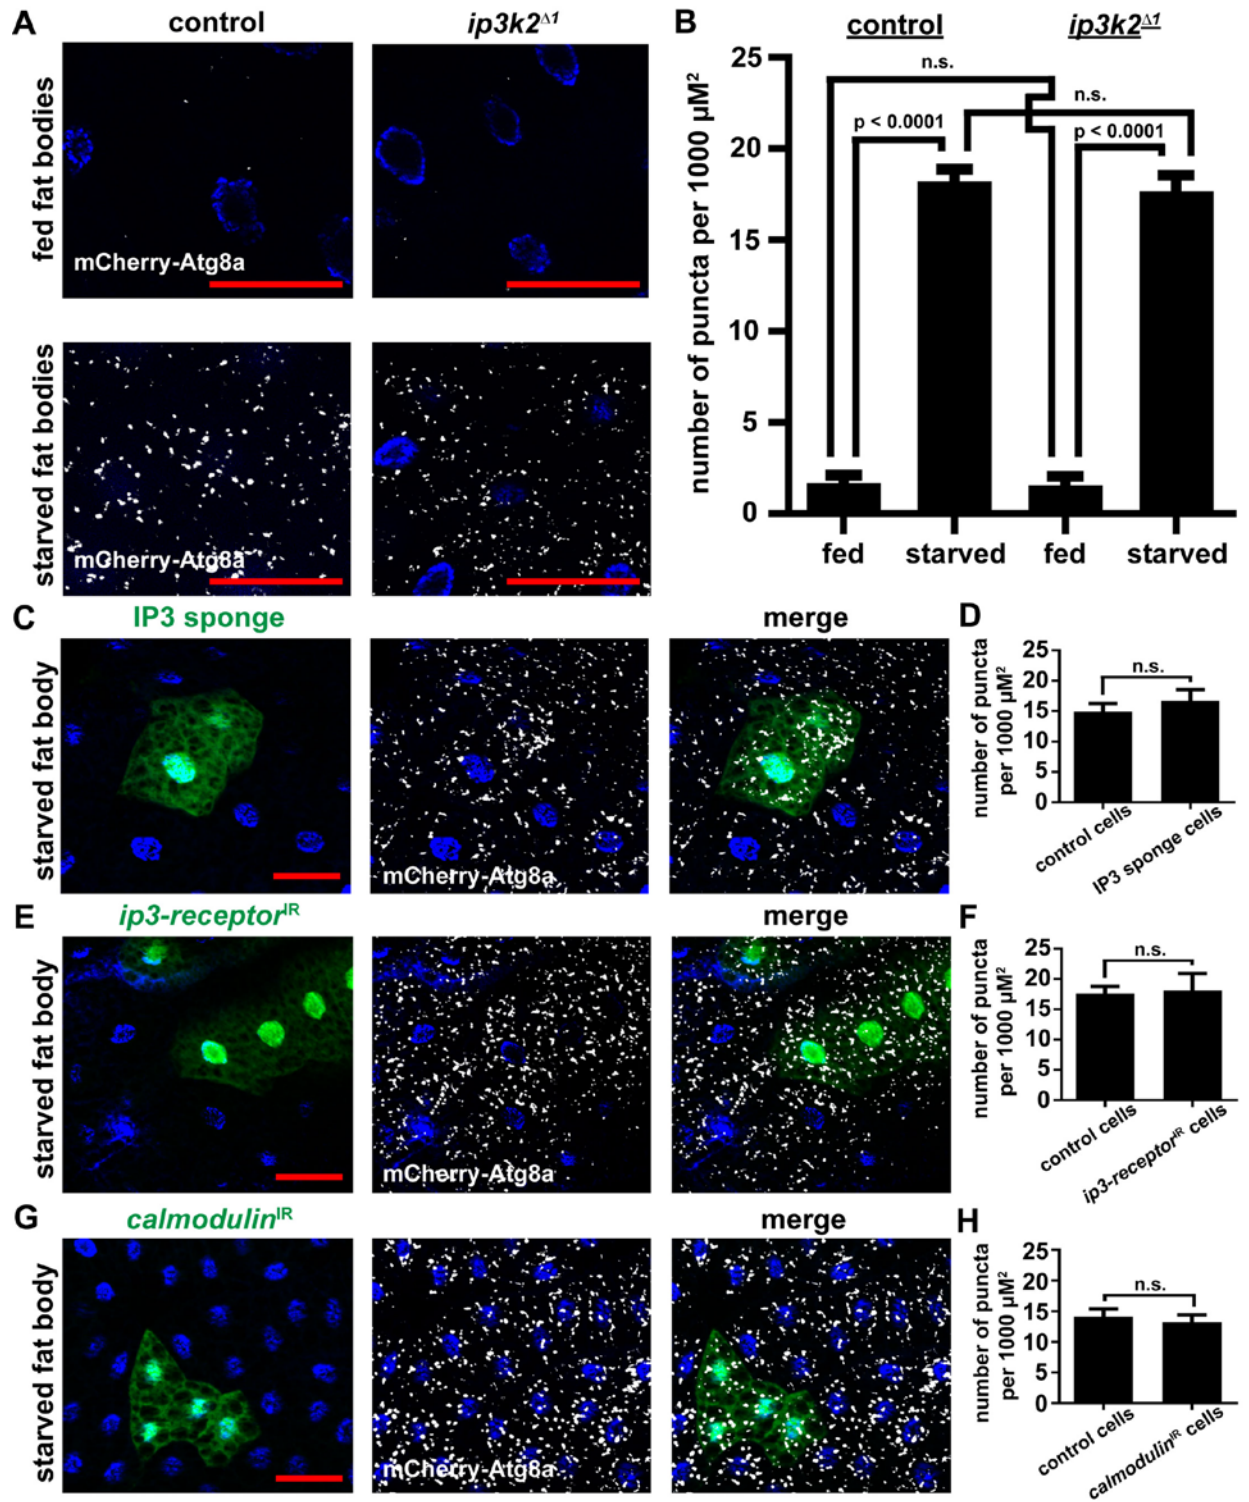 A
control
ip3k2Δ1
fed fat bodies
mCherry-Atg8a
starved fat bodies
mCherry-Atg8a
B
control
ip3k2Δ1
number of puncta per 1000 µM²
25
20
15
10
5
0
n.s.
n.s.
p < 0.0001
p < 0.0001
fed
starved
fed
starved
C
IP3 sponge
merge
starved fat body
mCherry-Atg8a
D
number of puncta
per 1000 µM²
25
20
15
10
5
0
n.s.
control cells
IP3 sponge cells
E
ip3-receptorIR
merge
starved fat body
mCherry-Atg8a
F
number of puncta
per 1000 µM²
25
20
15
10
5
0
n.s.
control cells
ip3-receptorIR cells
G
calmodulinIR
merge
starved fat body
mCherry-Atg8a
H
number of puncta
per 1000 µM²
25
20
15
10
5
0
n.s.
control cells
calmodulinIR cells